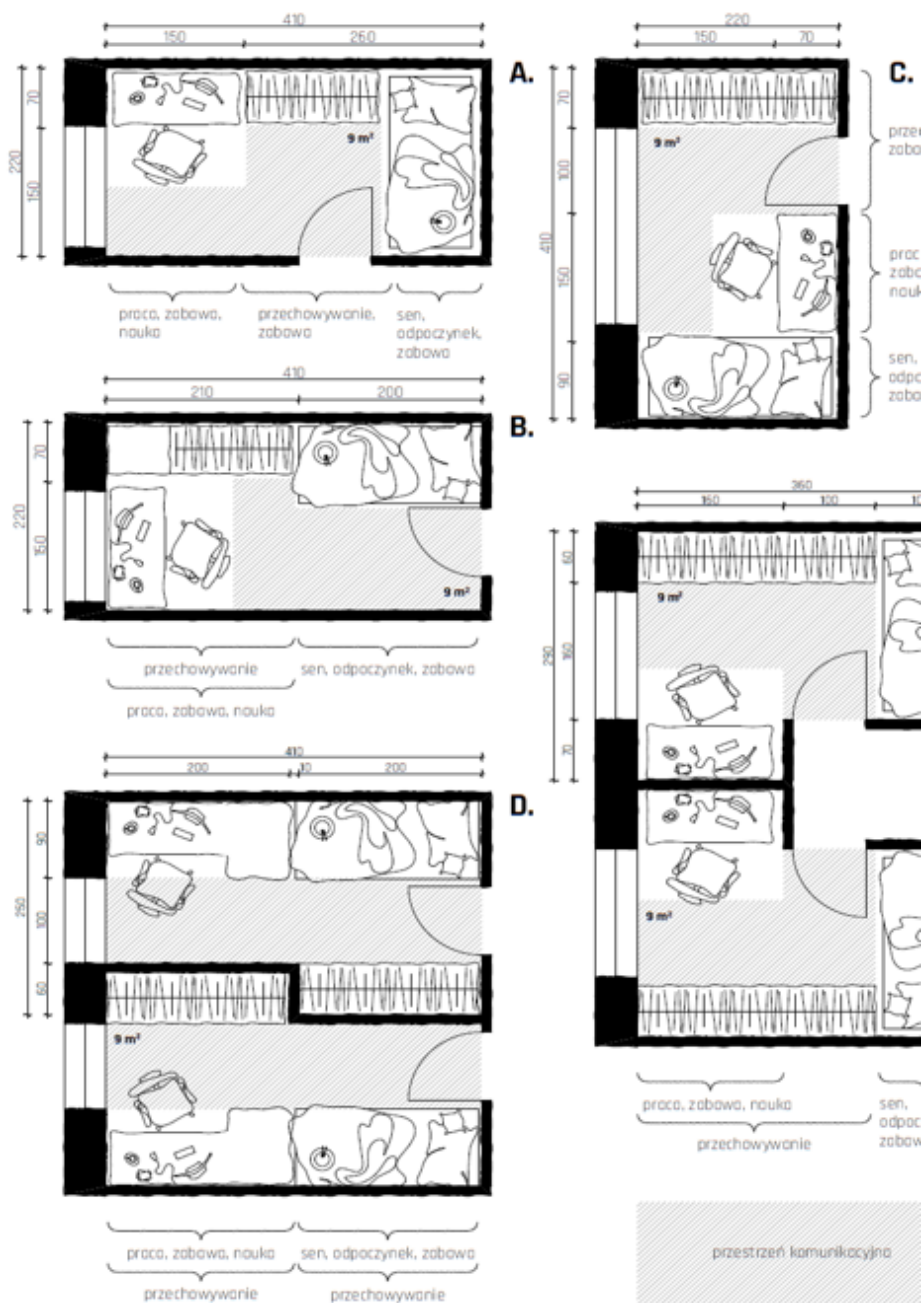 410
150 260
A.
70
220
150
9 m²
praca, zabawa,
nauka
przechowywanie,
zabawa
sen,
odpoczynek,
zabawa
220
150 70
C.
70
100
410
150
90
9 m²
410
210 200
B.
70
220
150
9 m²
przechowywanie
sen, odpoczynek, zabawa
praca, zabawa, nauka
360
160 100
60
290
160
70
9 m²
9 m²
praca, zabawa, nauka
przechowywanie
sen,
410
200 10 200
D.
90
250
100
60
9 m²
praca, zabawa, nauka
sen, odpoczynek, zabawa
przechowywanie
przechowywanie
przestrzeń komunikacyjna